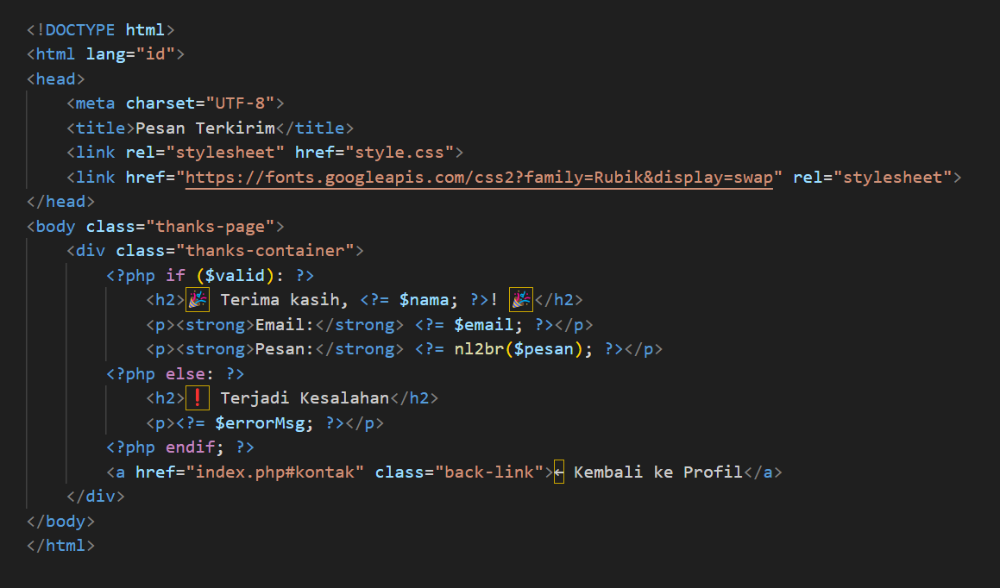 <!DOCTYPE html>
<html lang="id">
<head>
    <meta charset="UTF-8">
    <title>Pesan Terkirim</title>
    <link rel="stylesheet" href="style.css">
    <link href="https://fonts.googleapis.com/css2?family=Rubik&display=swap" rel="stylesheet">
</head>
<body class="thanks-page">
    <div class="thanks-container">
        <?php if ($valid): ?>
            <h2>🎉 Terima kasih, <?= $nama; ?>! 🎉</h2>
            <p><strong>Email:</strong> <?= $email; ?></p>
            <p><strong>Pesan:</strong> <?= nl2br($pesan); ?></p>
        <?php else: ?>
            <h2>❗ Terjadi Kesalahan</h2>
            <p><?= $errorMsg; ?></p>
        <?php endif; ?>
        <a href="index.php#kontak" class="back-link">← Kembali ke Profil</a>
    </div>
</body>
</html>